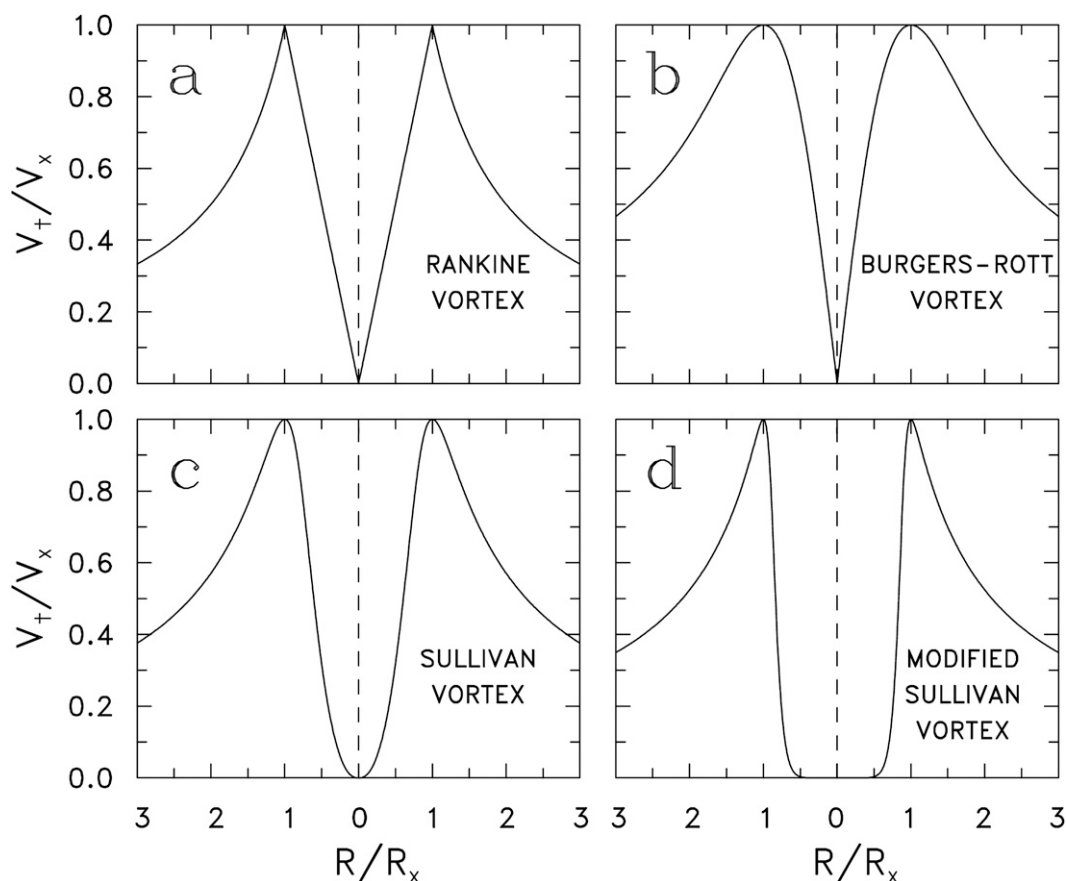 a
1.0
0.8
0.6
0.4
0.2
0.0
V†/Vx
RANKINE
VORTEX
b
BURGERS-ROTT
VORTEX
c
1.0
0.8
0.6
0.4
0.2
0.0
V†/Vx
SULLIVAN
VORTEX
3 2 1 0 1 2 3
R/Rx
d
MODIFIED
SULLIVAN
VORTEX
3 2 1 0 1 2 3
R/Rx